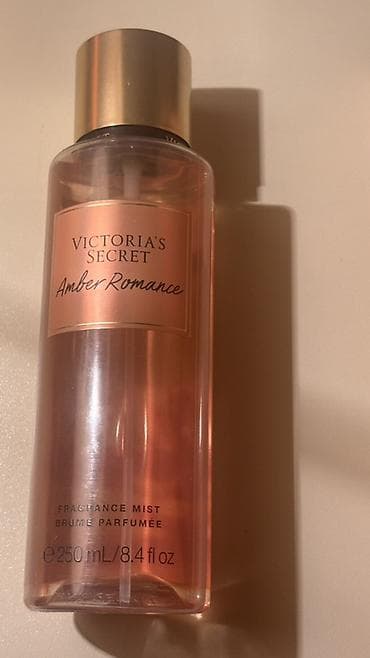 VICTORIA'S
SECRET
Amber Romance
FRAGRANCE MIST
BRUME PARFUMÉE
℮250 mL/8.4 fl oz